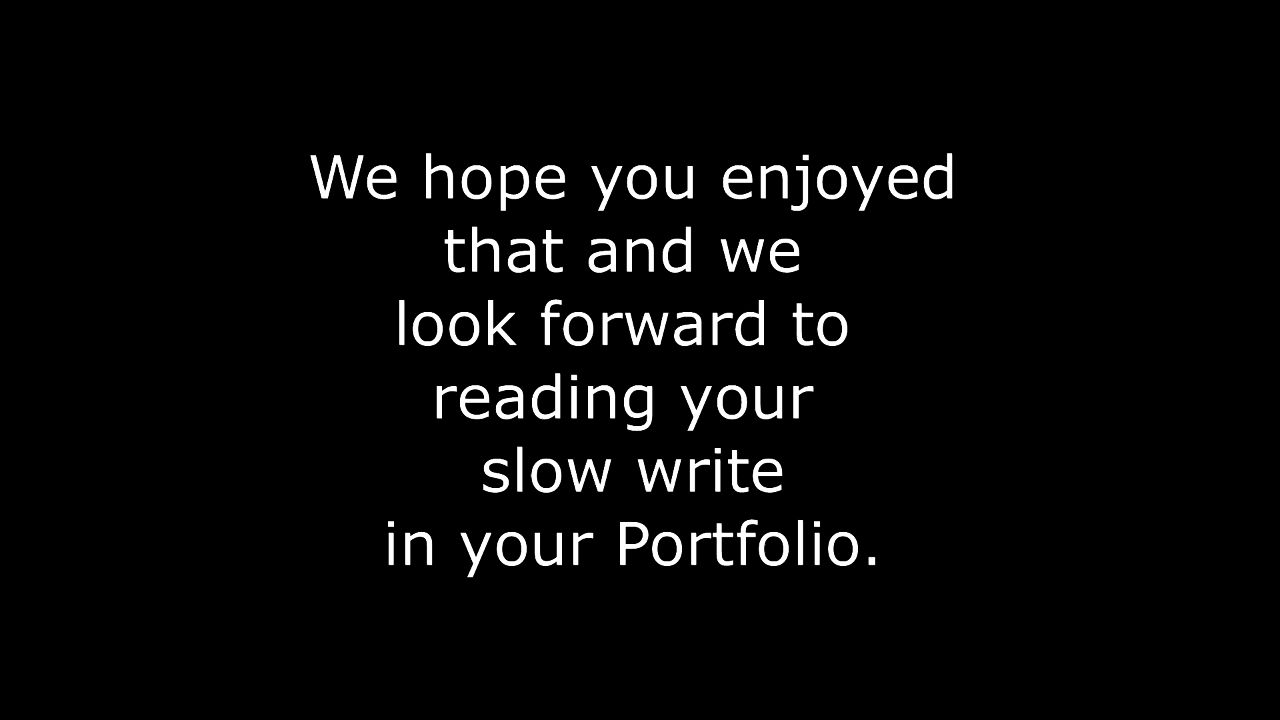 We hope you enjoyed
that and we
look forward to
reading your
slow write
in your Portfolio.